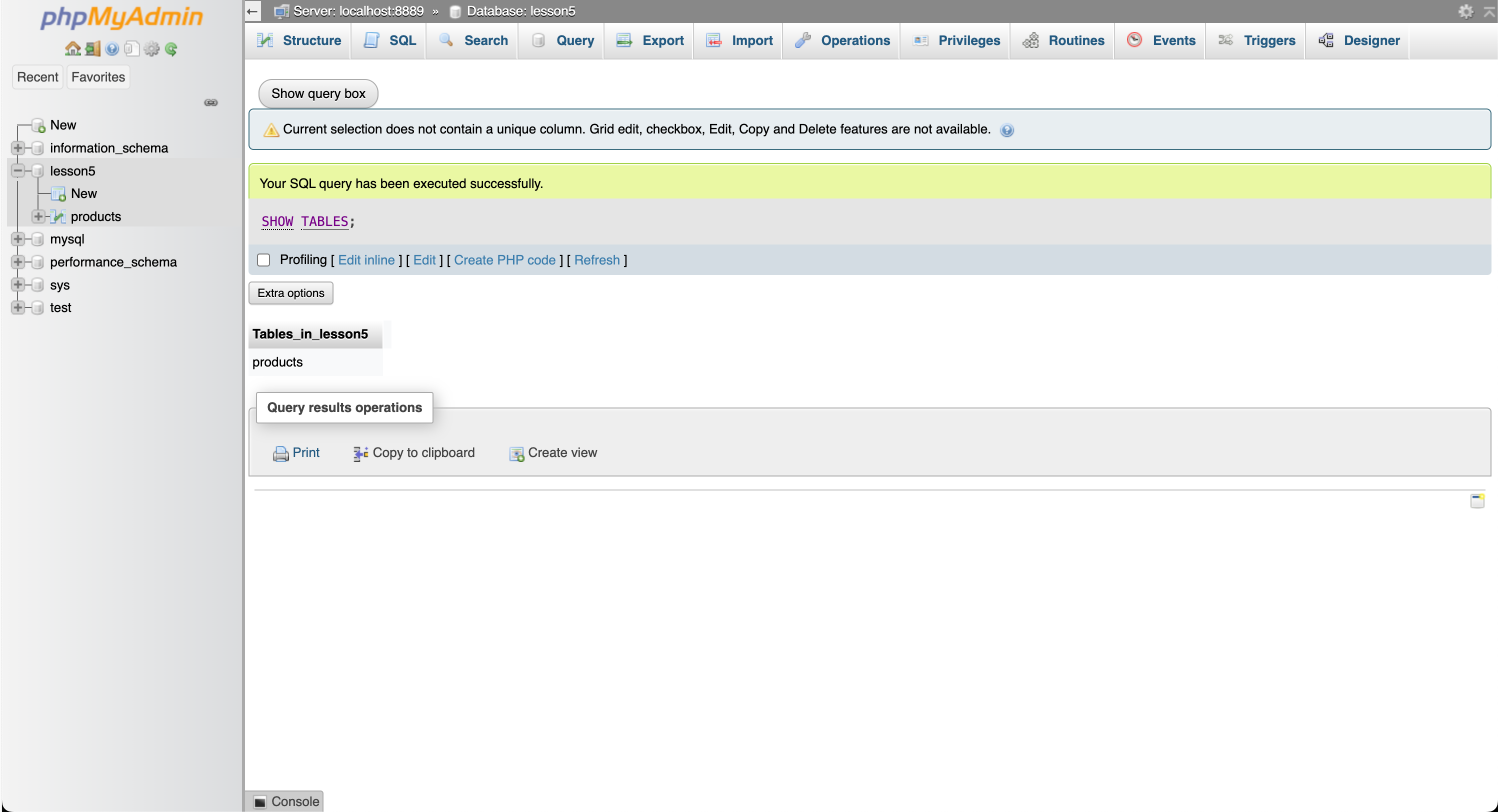 phpMyAdmin
Recent Favorites
New
information_schema
lesson5
New
products
mysql
performance_schema
sys
test
Server: localhost:8889 » Database: lesson5
Structure SQL Search Query Export Import Operations Privileges Routines Events Triggers Designer
Show query box
Current selection does not contain a unique column. Grid edit, checkbox, Edit, Copy and Delete features are not available.
Your SQL query has been executed successfully.
SHOW TABLES;
Profiling [ Edit inline ] [ Edit ] [ Create PHP code ] [ Refresh ]
Extra options
Tables_in_lesson5
products
Query results operations
Print Copy to clipboard Create view
Console